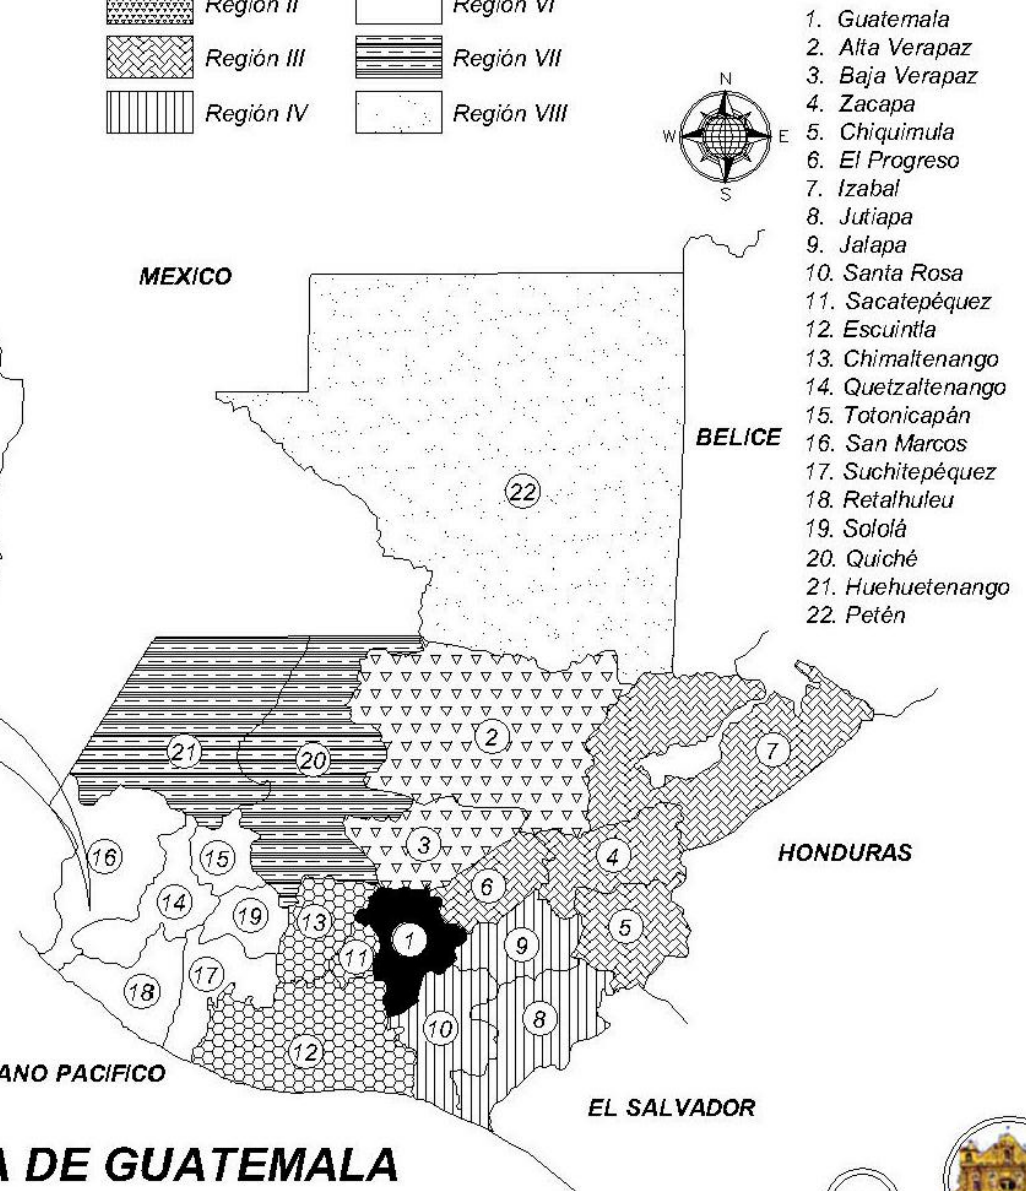 Región II
Región VI
Región III
Región VII
Región IV
Región VIII
N
W
E
S
1. Guatemala
2. Alta Verapaz
3. Baja Verapaz
4. Zacapa
5. Chiquimula
6. El Progreso
7. Izabal
8. Jutiapa
9. Jalapa
10. Santa Rosa
11. Sacatepéquez
12. Escuintla
13. Chimaltenango
14. Quetzaltenango
15. Totonicapán
16. San Marcos
17. Suchitepéquez
18. Retalhuleu
19. Sololá
20. Quiché
21. Huehuetenango
22. Petén
MEXICO
BELICE
22
2
21
20
7
3
16
15
4
6
14
19
13
5
1
9
11
17
18
8
10
12
HONDURAS
ANO PACIFICO
EL SALVADOR
A DE GUATEMALA